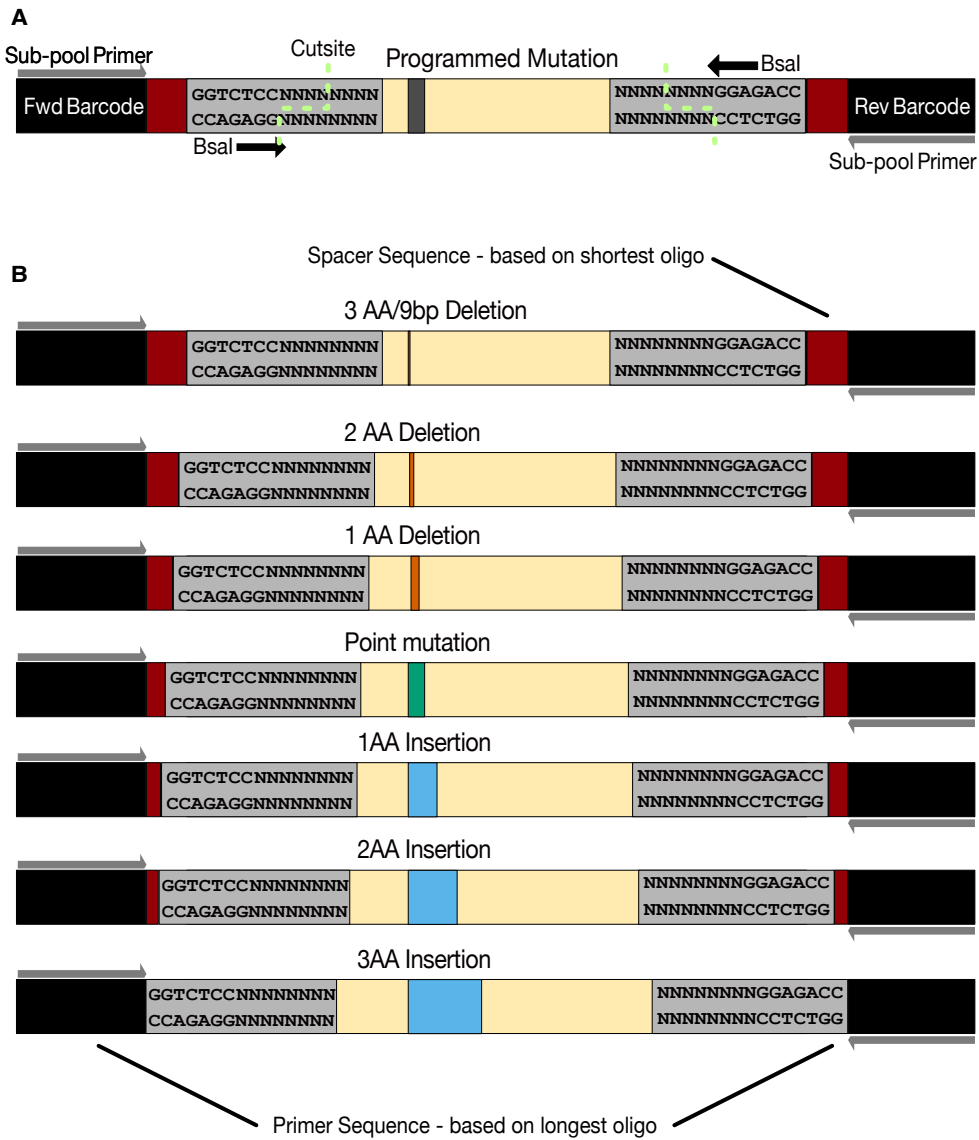 A
Sub-pool Primer
Cutsite
Programmed Mutation
BsaI
Fwd Barcode
GGTCTCCNNNNNNNN
CCAGAGGNNNNNNNN
NNNNNNNNGGAGACC
NNNNNNNNCCTCTGG
Rev Barcode
BsaI
Sub-pool Primer
Spacer Sequence - based on shortest oligo
B
3 AA/9bp Deletion
GGTCTCCNNNNNNNN
CCAGAGGNNNNNNNN
NNNNNNNNGGAGACC
NNNNNNNNCCTCTGG
2 AA Deletion
GGTCTCCNNNNNNNN
CCAGAGGNNNNNNNN
NNNNNNNNGGAGACC
NNNNNNNNCCTCTGG
1 AA Deletion
GGTCTCCNNNNNNNN
CCAGAGGNNNNNNNN
NNNNNNNNGGAGACC
NNNNNNNNCCTCTGG
Point mutation
GGTCTCCNNNNNNNN
CCAGAGGNNNNNNNN
NNNNNNNNGGAGACC
NNNNNNNNCCTCTGG
1AA Insertion
GGTCTCCNNNNNNNN
CCAGAGGNNNNNNNN
NNNNNNNNGGAGACC
NNNNNNNNCCTCTGG
2AA Insertion
GGTCTCCNNNNNNNN
CCAGAGGNNNNNNNN
NNNNNNNNGGAGACC
NNNNNNNNCCTCTGG
3AA Insertion
GGTCTCCNNNNNNNN
CCAGAGGNNNNNNNN
NNNNNNNNGGAGACC
NNNNNNNNCCTCTGG
Primer Sequence - based on longest oligo